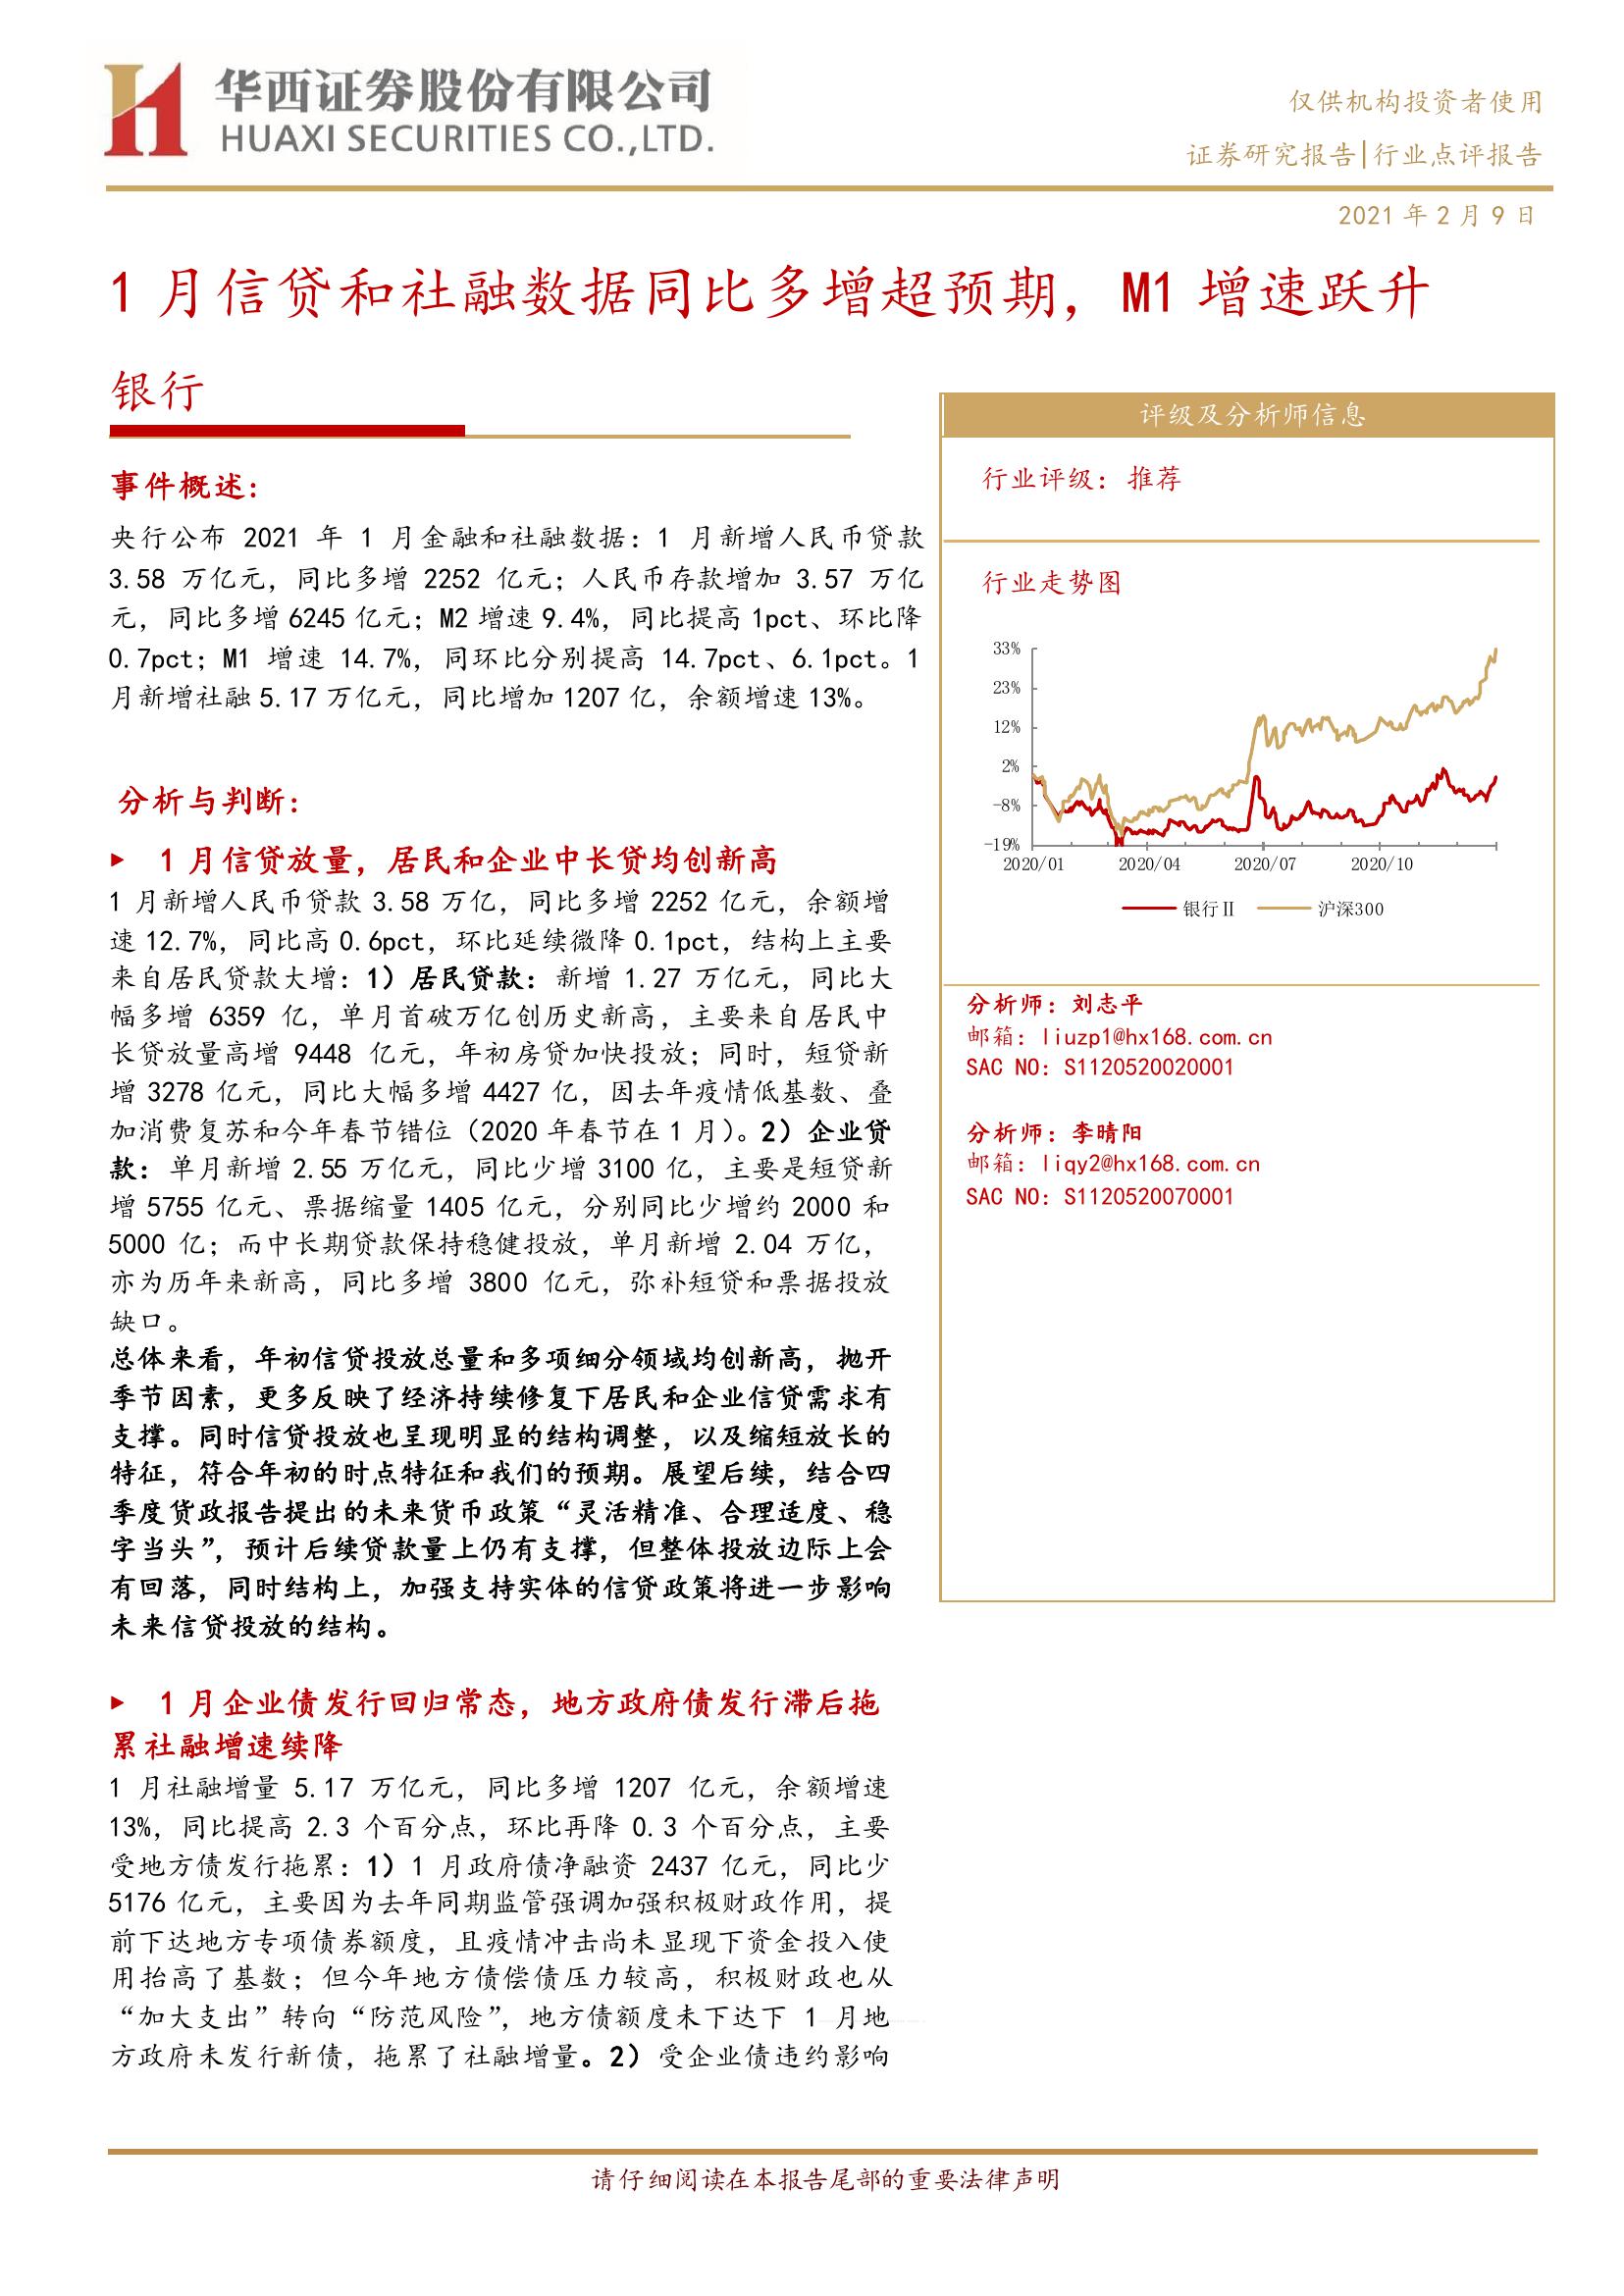 华西证券股份有限公司
HUAXI SECURITIES CO.,LTD.
仅供机构投资者使用
证券研究报告|行业点评报告
2021 年 2 月 9 日
1 月信贷和社融数据同比多增超预期，M1 增速跃升
银行
事件概述：
央行公布 2021 年 1 月金融和社融数据：1 月新增人民币贷款
3.58 万亿元，同比多增 2252 亿元；人民币存款增加 3.57 万亿
元，同比多增 6245 亿元；M2 增速 9.4%，同比提高 1pct、环比降
0.7pct；M1 增速 14.7%，同环比分别提高 14.7pct、6.1pct。1
月新增社融 5.17 万亿元，同比增加 1207 亿，余额增速 13%。
分析与判断：
► 1 月信贷放量，居民和企业中长贷均创新高
1 月新增人民币贷款 3.58 万亿，同比多增 2252 亿元，余额增
速 12.7%，同比高 0.6pct，环比延续微降 0.1pct，结构上主要
来自居民贷款大增：1）居民贷款：新增 1.27 万亿元，同比大
幅多增 6359 亿，单月首破万亿创历史新高，主要来自居民中
长贷放量高增 9448 亿元，年初房贷加快投放；同时，短贷新
增 3278 亿元，同比大幅多增 4427 亿，因去年疫情低基数、叠
加消费复苏和今年春节错位（2020 年春节在 1 月）。2）企业贷
款：单月新增 2.55 万亿元，同比少增 3100 亿，主要是短贷新
增 5755 亿元、票据缩量 1405 亿元，分别同比少增约 2000 和
5000 亿；而中长期贷款保持稳健投放，单月新增 2.04 万亿，
亦为历年来新高，同比多增 3800 亿元，弥补短贷和票据投放
缺口。
总体来看，年初信贷投放总量和多项细分领域均创新高，抛开
季节因素，更多反映了经济持续修复下居民和企业信贷需求有
支撑。同时信贷投放也呈现明显的结构调整，以及缩短放长的
特征，符合年初的时点特征和我们的预期。展望后续，结合四
季度货政报告提出的未来货币政策“灵活精准、合理适度、稳
字当头”，预计后续贷款量上仍有支撑，但整体投放边际上会
有回落，同时结构上，加强支持实体的信贷政策将进一步影响
未来信贷投放的结构。
► 1 月企业债发行回归常态，地方政府债发行滞后拖
累社融增速续降
1 月社融增量 5.17 万亿元，同比多增 1207 亿元，余额增速
13%，同比提高 2.3 个百分点，环比再降 0.3 个百分点，主要
受地方债发行拖累：1）1 月政府债净融资 2437 亿元，同比少
5176 亿元，主要因为去年同期监管强调加强积极财政作用，提
前下达地方专项债券额度，且疫情冲击尚未显现下资金投入使
用抬高了基数；但今年地方债偿债压力较高，积极财政也从
“加大支出”转向“防范风险”，地方债额度未下达下 1 月地
方政府未发行新债，拖累了社融增量。2）受企业债违约影响
评级及分析师信息
行业评级：推荐
行业走势图
33%
23%
12%
2%
-8%
-19%
2020/01 2020/04 2020/07 2020/10
银行Ⅱ 沪深300
分析师：刘志平
邮箱：liuzp1@hx168.com.cn
SAC NO：S1120520020001
分析师：李晴阳
邮箱：liqy2@hx168.com.cn
SAC NO：S1120520070001
请仔细阅读在本报告尾部的重要法律声明